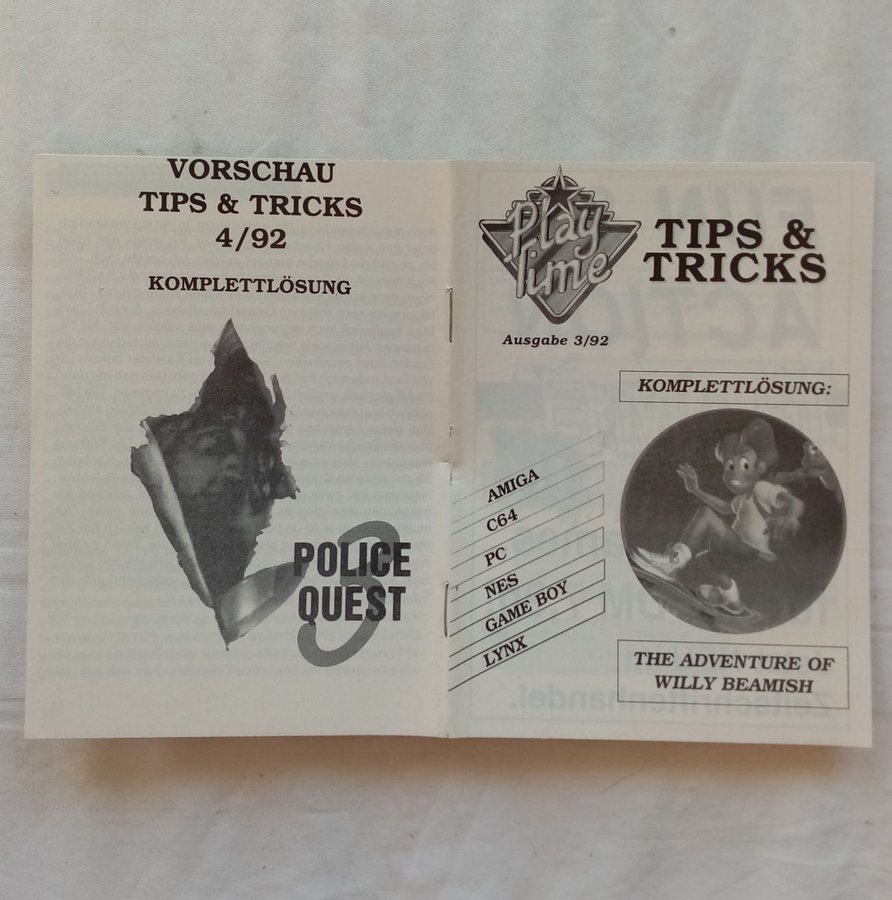 VORSCHAU
TIPS & TRICKS
4/92
KOMPLETTLÖSUNG
POLICE
QUEST
3
Play
Time
TIPS &
TRICKS
Ausgabe 3/92
KOMPLETTLÖSUNG:
AMIGA
C64
PC
NES
GAME BOY
LYNX
THE ADVENTURE OF
WILLY BEAMISH